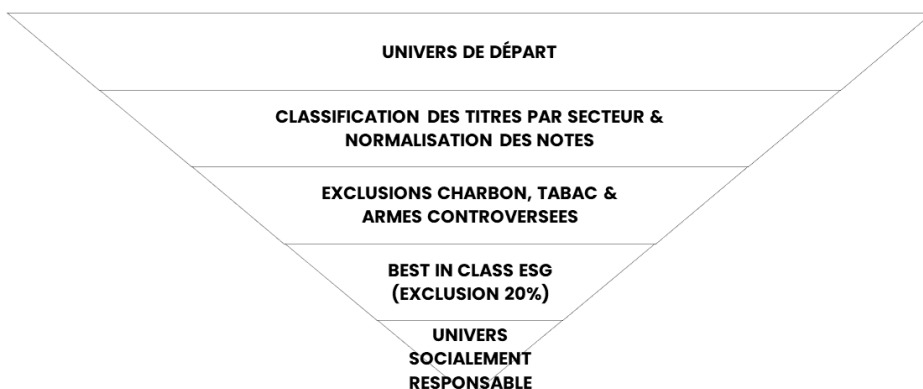 UNIVERS DE DÉPART
CLASSIFICATION DES TITRES PAR SECTEUR &
NORMALISATION DES NOTES
EXCLUSIONS CHARBON, TABAC &
ARMES CONTROVERSEES
BEST IN CLASS ESG
(EXCLUSION 20%)
UNIVERS
SOCIALEMENT
RESPONSABLE